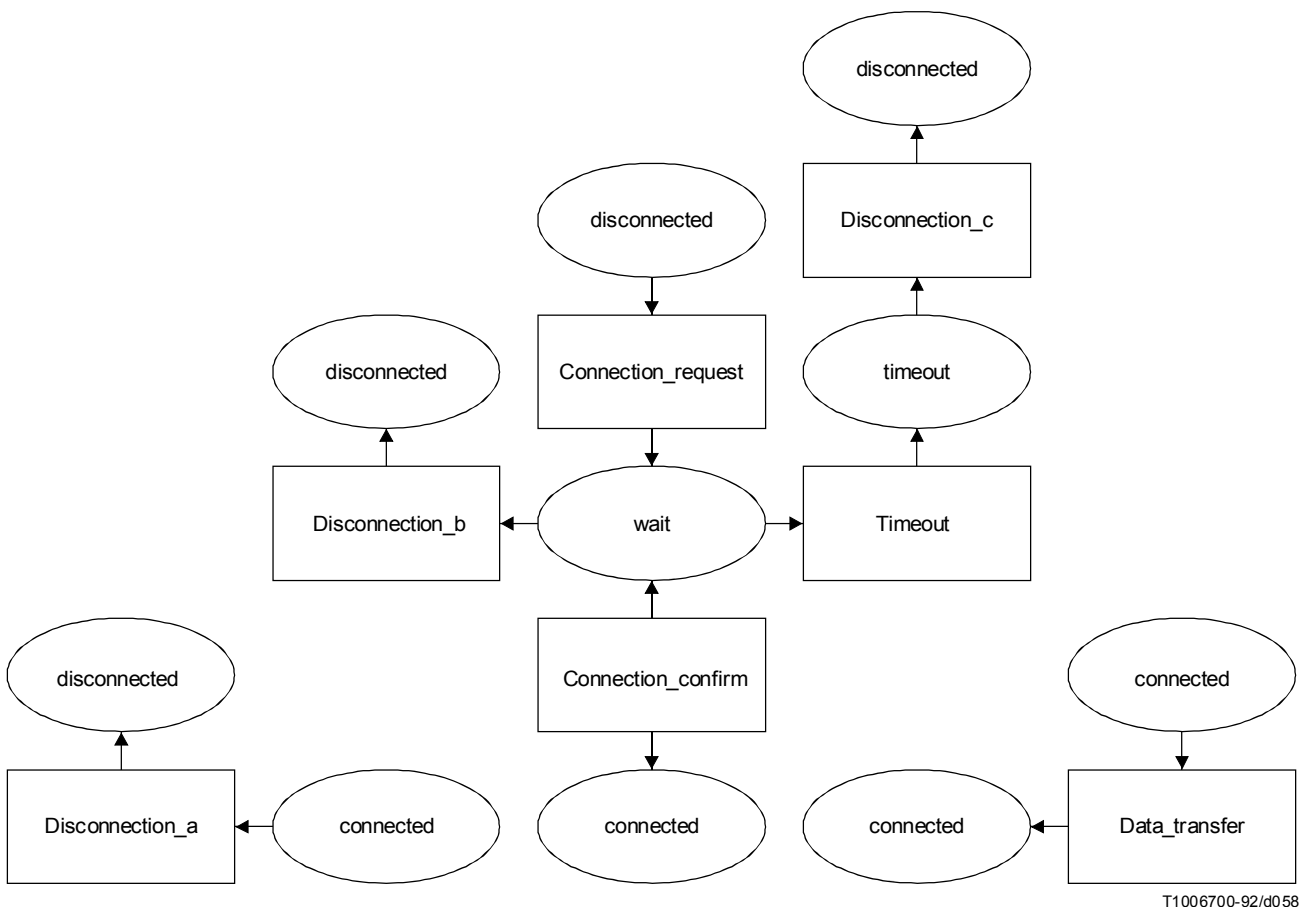 disconnected
disconnected
Disconnection_c
disconnected
Connection_request
timeout
Disconnection_b
wait
Timeout
disconnected
Connection_confirm
connected
Disconnection_a
connected
connected
connected
Data_transfer
T1006700-92/d058